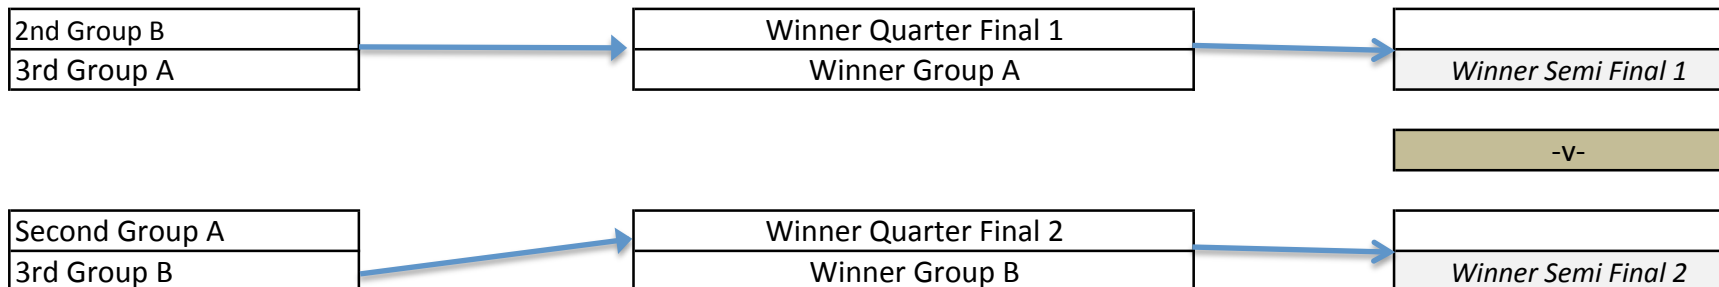 2nd Group B
Winner Quarter Final 1
3rd Group A
Winner Group A
Winner Semi Final 1
-v-
Second Group A
Winner Quarter Final 2
3rd Group B
Winner Group B
Winner Semi Final 2